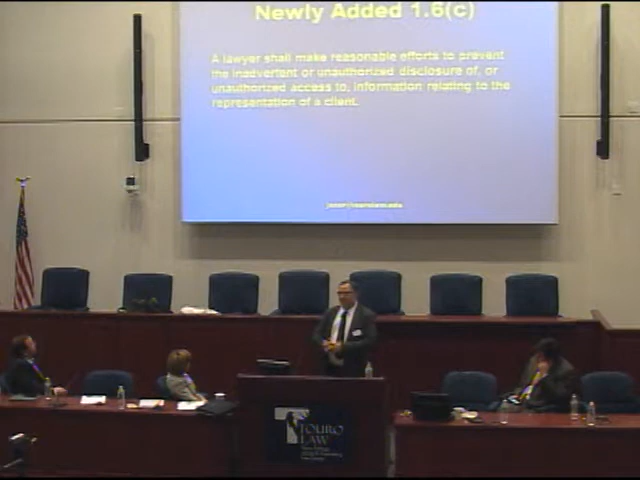 Newly Added 1.6(c)
A lawyer shall make reasonable efforts to prevent
the inadvertent or unauthorized disclosure of, or
unauthorized access to, information relating to the
representation of a client.
TOURO
LAW